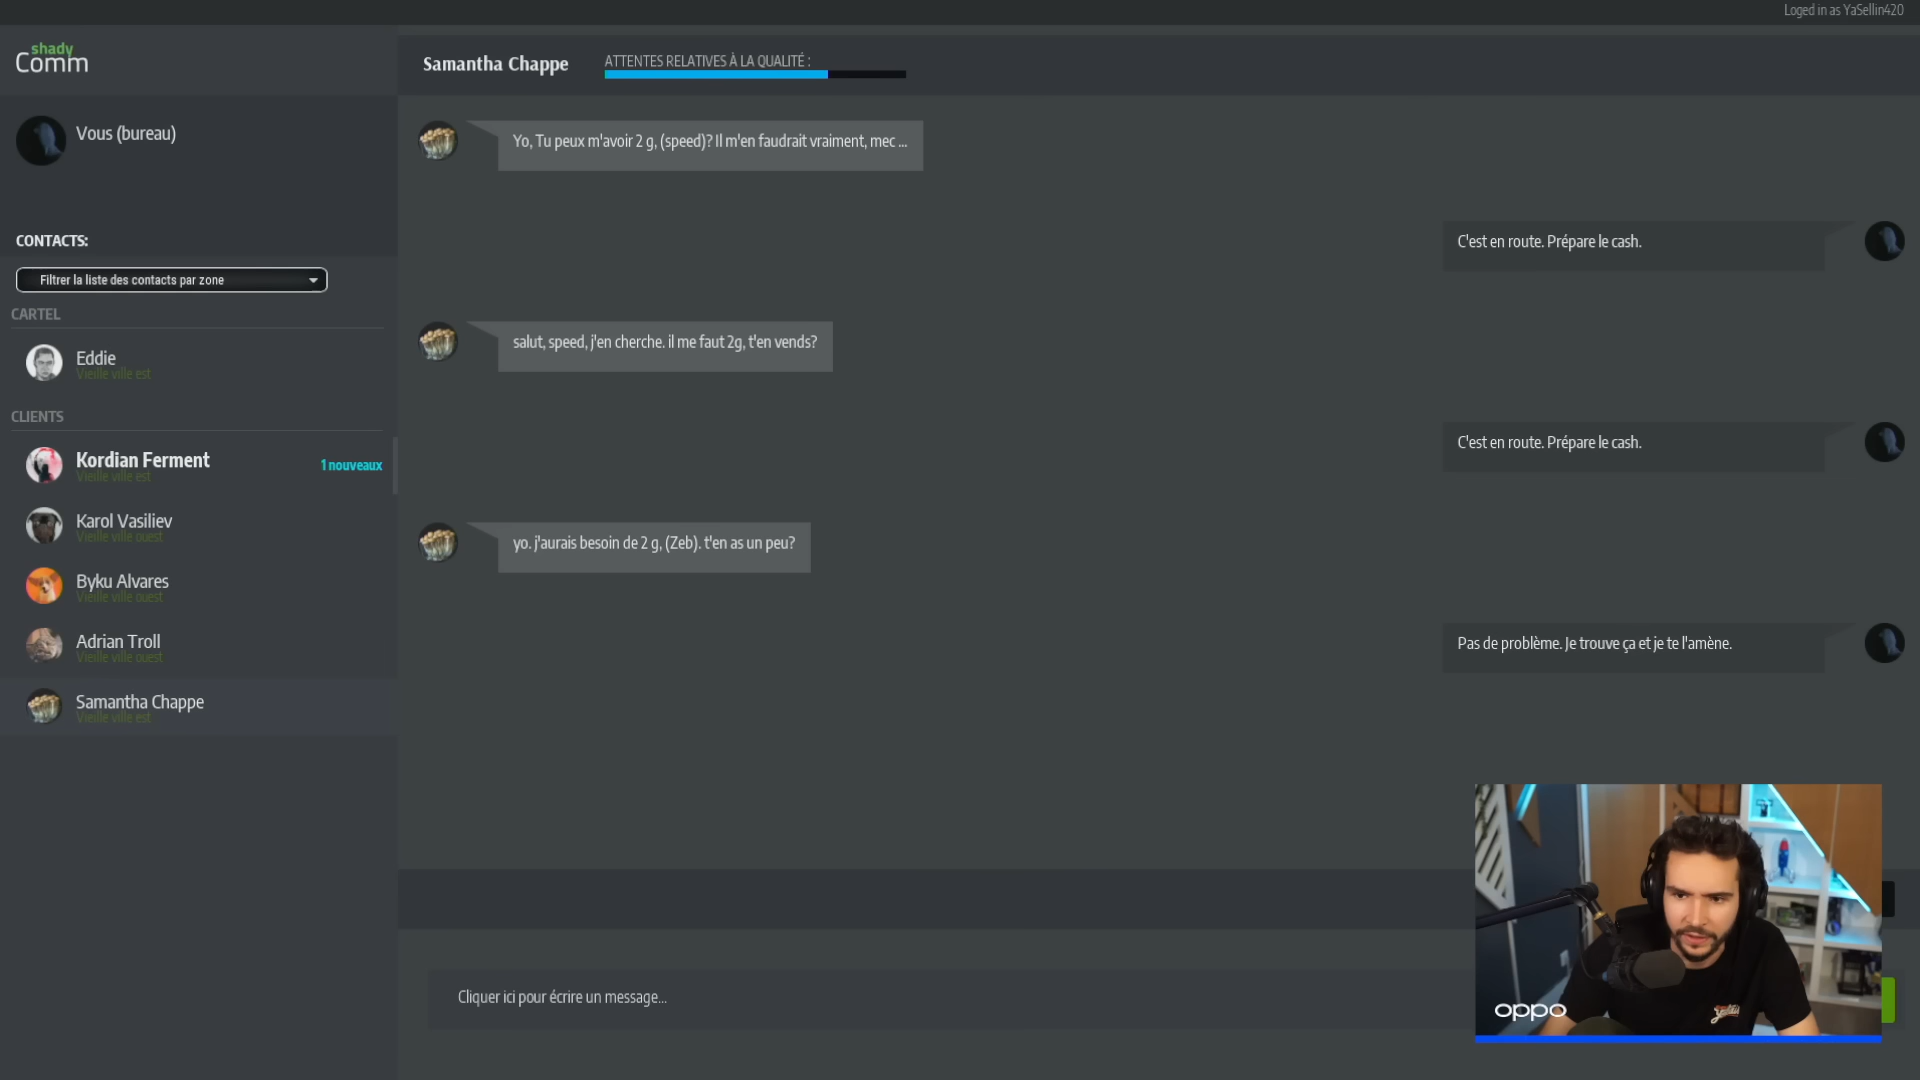 Loged in as YaSellin420
shady
Comm
Samantha Chappe
ATTENTES RELATIVES À LA QUALITÉ :
Vous (bureau)
Yo, Tu peux m'avoir 2 g, (speed)? Il m'en faudrait vraiment, mec ...
CONTACTS:
C'est en route. Prépare le cash.
Filtrer la liste des contacts par zone
CARTEL
Eddie
Vieille ville est
salut, speed, j'en cherche. il me faut 2g, t'en vends?
CLIENTS
Kordian Ferment
1 nouveaux
Vieille ville est
C'est en route. Prépare le cash.
Karol Vasiliev
Vieille ville ouest
yo. j'aurais besoin de 2 g, (Zeb). t'en as un peu?
Byku Alvares
Vieille ville ouest
Adrian Troll
Vieille ville ouest
Pas de problème. Je trouve ça et je te l'amène.
Samantha Chappe
Vieille ville est
Cliquer ici pour écrire un message...
oppo